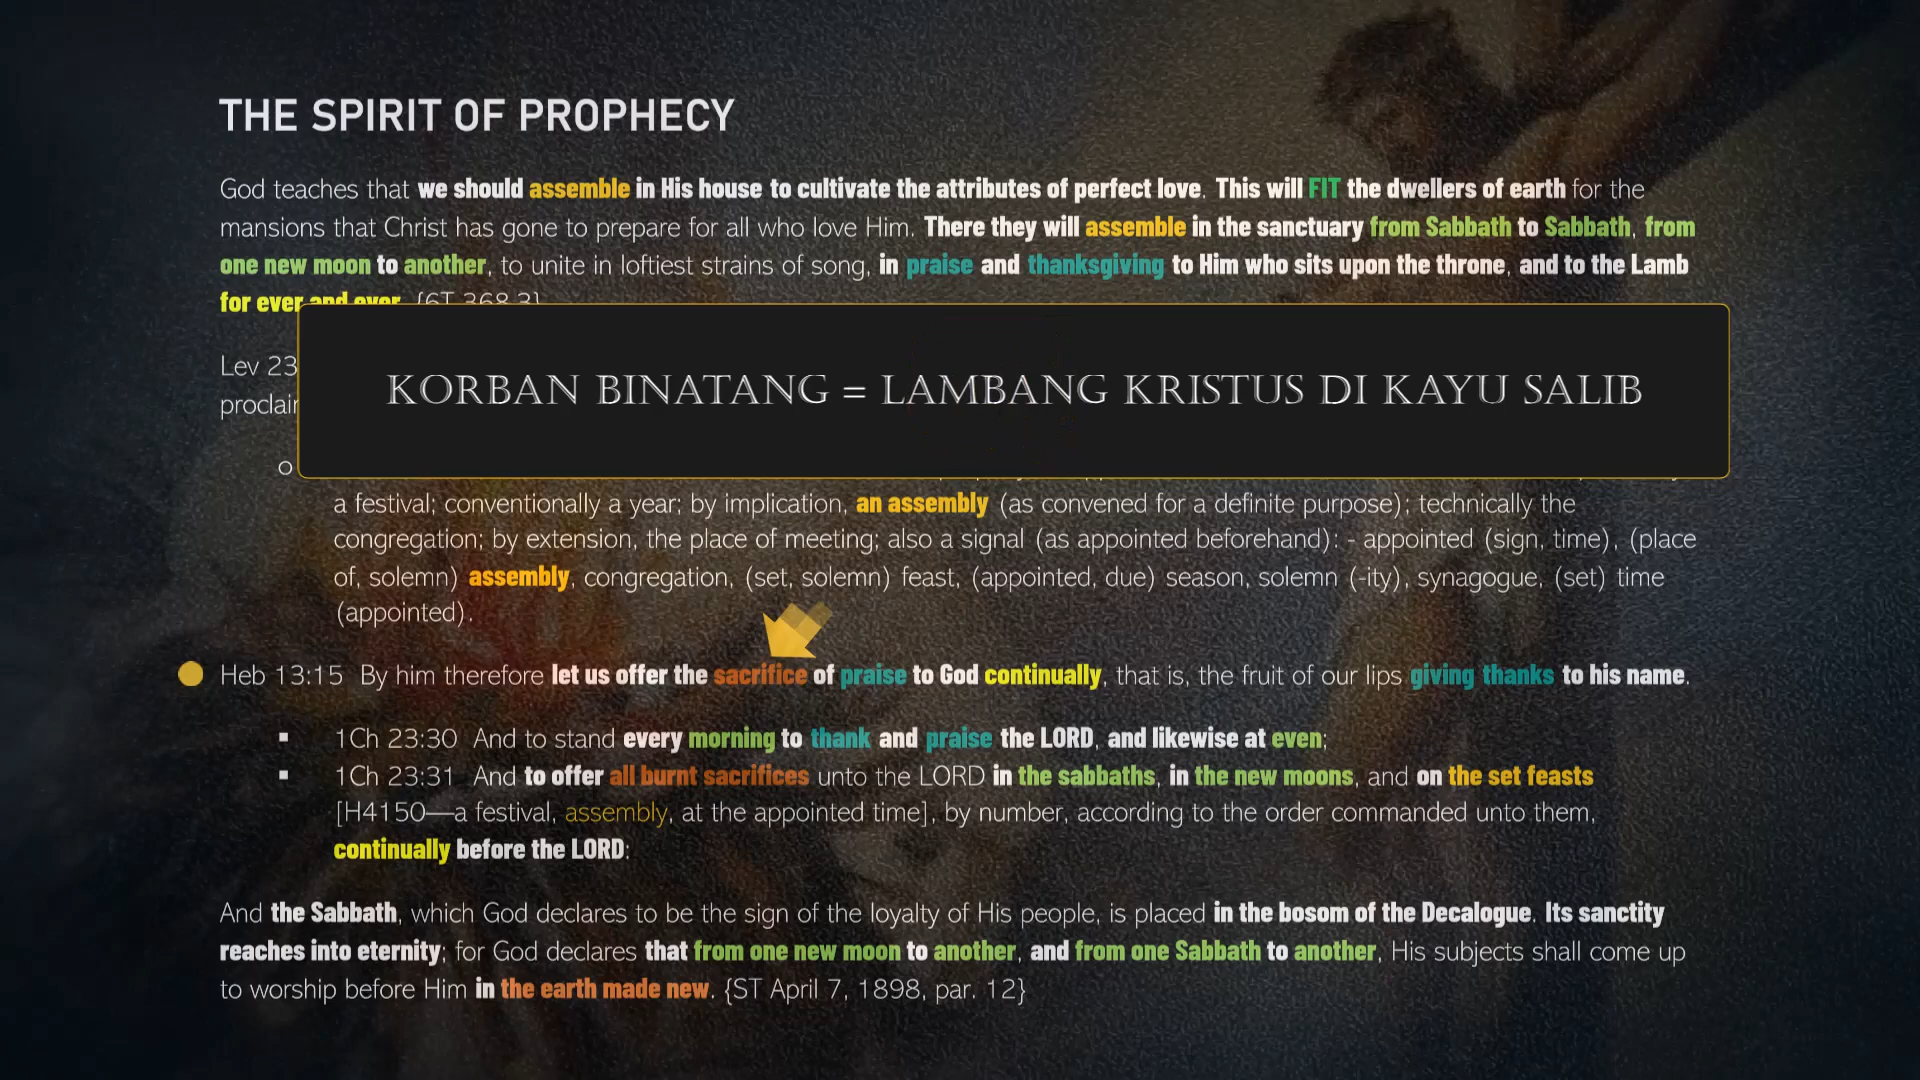 THE SPIRIT OF PROPHECY
God teaches that we should assemble in His house to cultivate the attributes of perfect love. This will FIT the dwellers of earth for the
mansions that Christ has gone to prepare for all who love Him. There they will assemble in the sanctuary from Sabbath to Sabbath, from
one new moon to another, to unite in loftiest strains of song, in praise and thanksgiving to Him who sits upon the throne, and to the Lamb
for ever and ever. {6T 368.3}
Lev 23
KORBAN BINATANG = LAMBANG KRISTUS DI KAYU SALIB
a festival; conventionally a year; by implication, an assembly (as convened for a definite purpose); technically the
congregation; by extension, the place of meeting; also a signal (as appointed beforehand): - appointed (sign, time), (place
of, solemn) assembly, congregation, (set, solemn) feast, (appointed, due) season, solemn (-ity), synagogue, (set) time
(appointed).
Heb 13:15 By him therefore let us offer the sacrifice of praise to God continually, that is, the fruit of our lips giving thanks to his name.
▪ 1Ch 23:30 And to stand every morning to thank and praise the LORD, and likewise at even;
▪ 1Ch 23:31 And to offer all burnt sacrifices unto the LORD in the sabbaths, in the new moons, and on the set feasts
[H4150—a festival, assembly, at the appointed time], by number, according to the order commanded unto them,
continually before the LORD:
And the Sabbath, which God declares to be the sign of the loyalty of His people, is placed in the bosom of the Decalogue. Its sanctity
reaches into eternity; for God declares that from one new moon to another, and from one Sabbath to another, His subjects shall come up
to worship before Him in the earth made new. {ST April 7, 1898, par. 12}